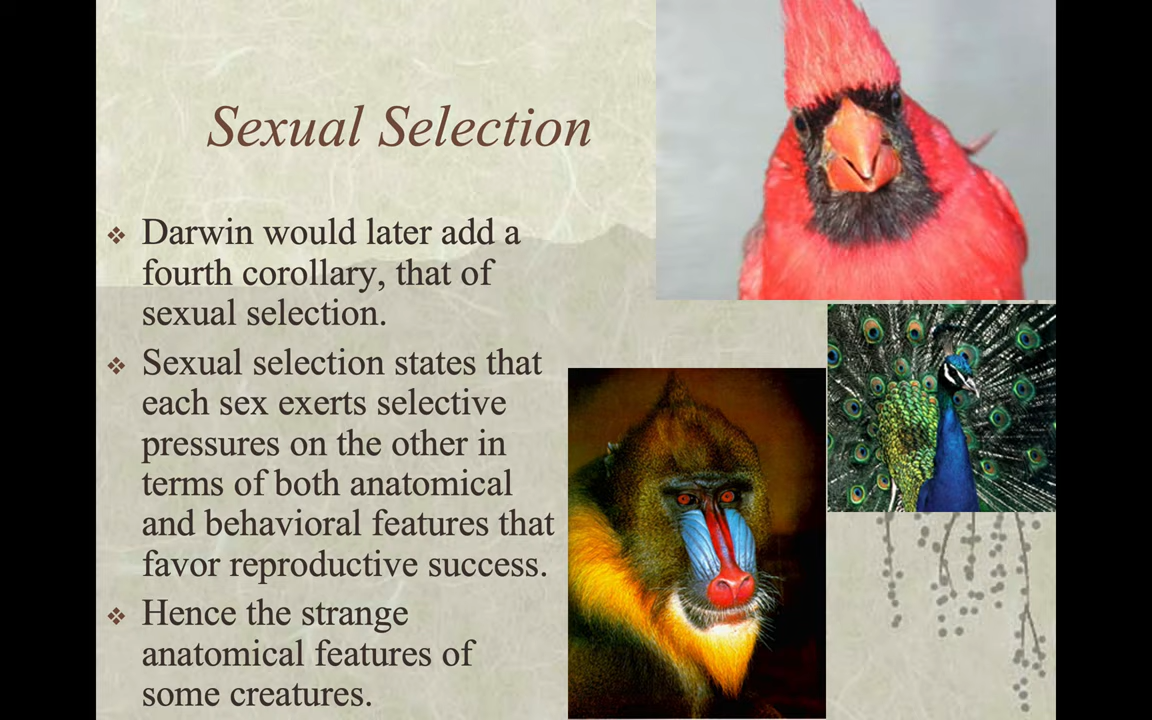 Sexual Selection
Darwin would later add a
fourth corollary, that of
sexual selection.
Sexual selection states that
each sex exerts selective
pressures on the other in
terms of both anatomical
and behavioral features that
favor reproductive success.
Hence the strange
anatomical features of
some creatures.